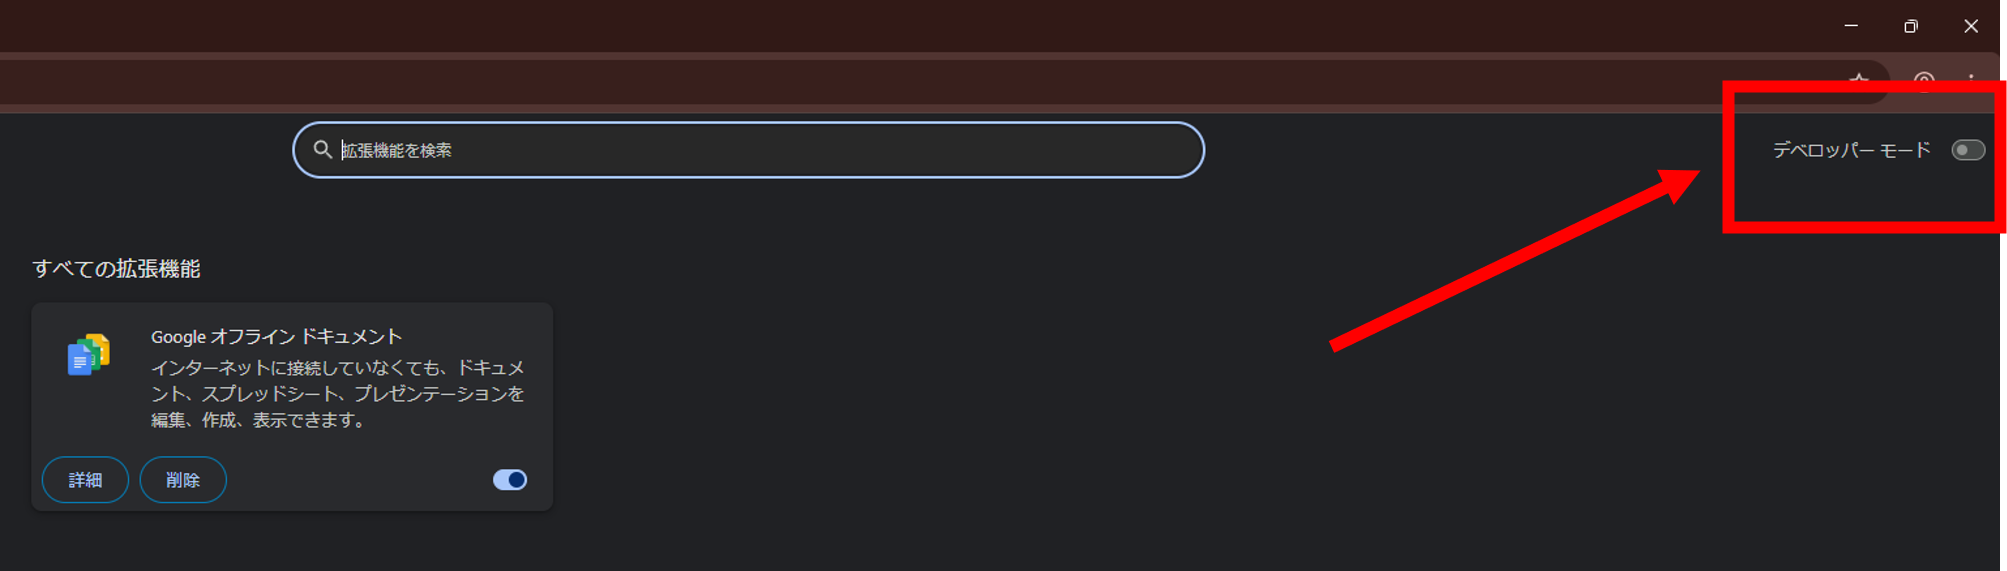 拡張機能を検索
デベロッパー モード
すべての拡張機能
Google オフライン ドキュメント
インターネットに接続していなくても、ドキュメ
ント、スプレッドシート、プレゼンテーションを
編集、作成、表示できます。
詳細
削除